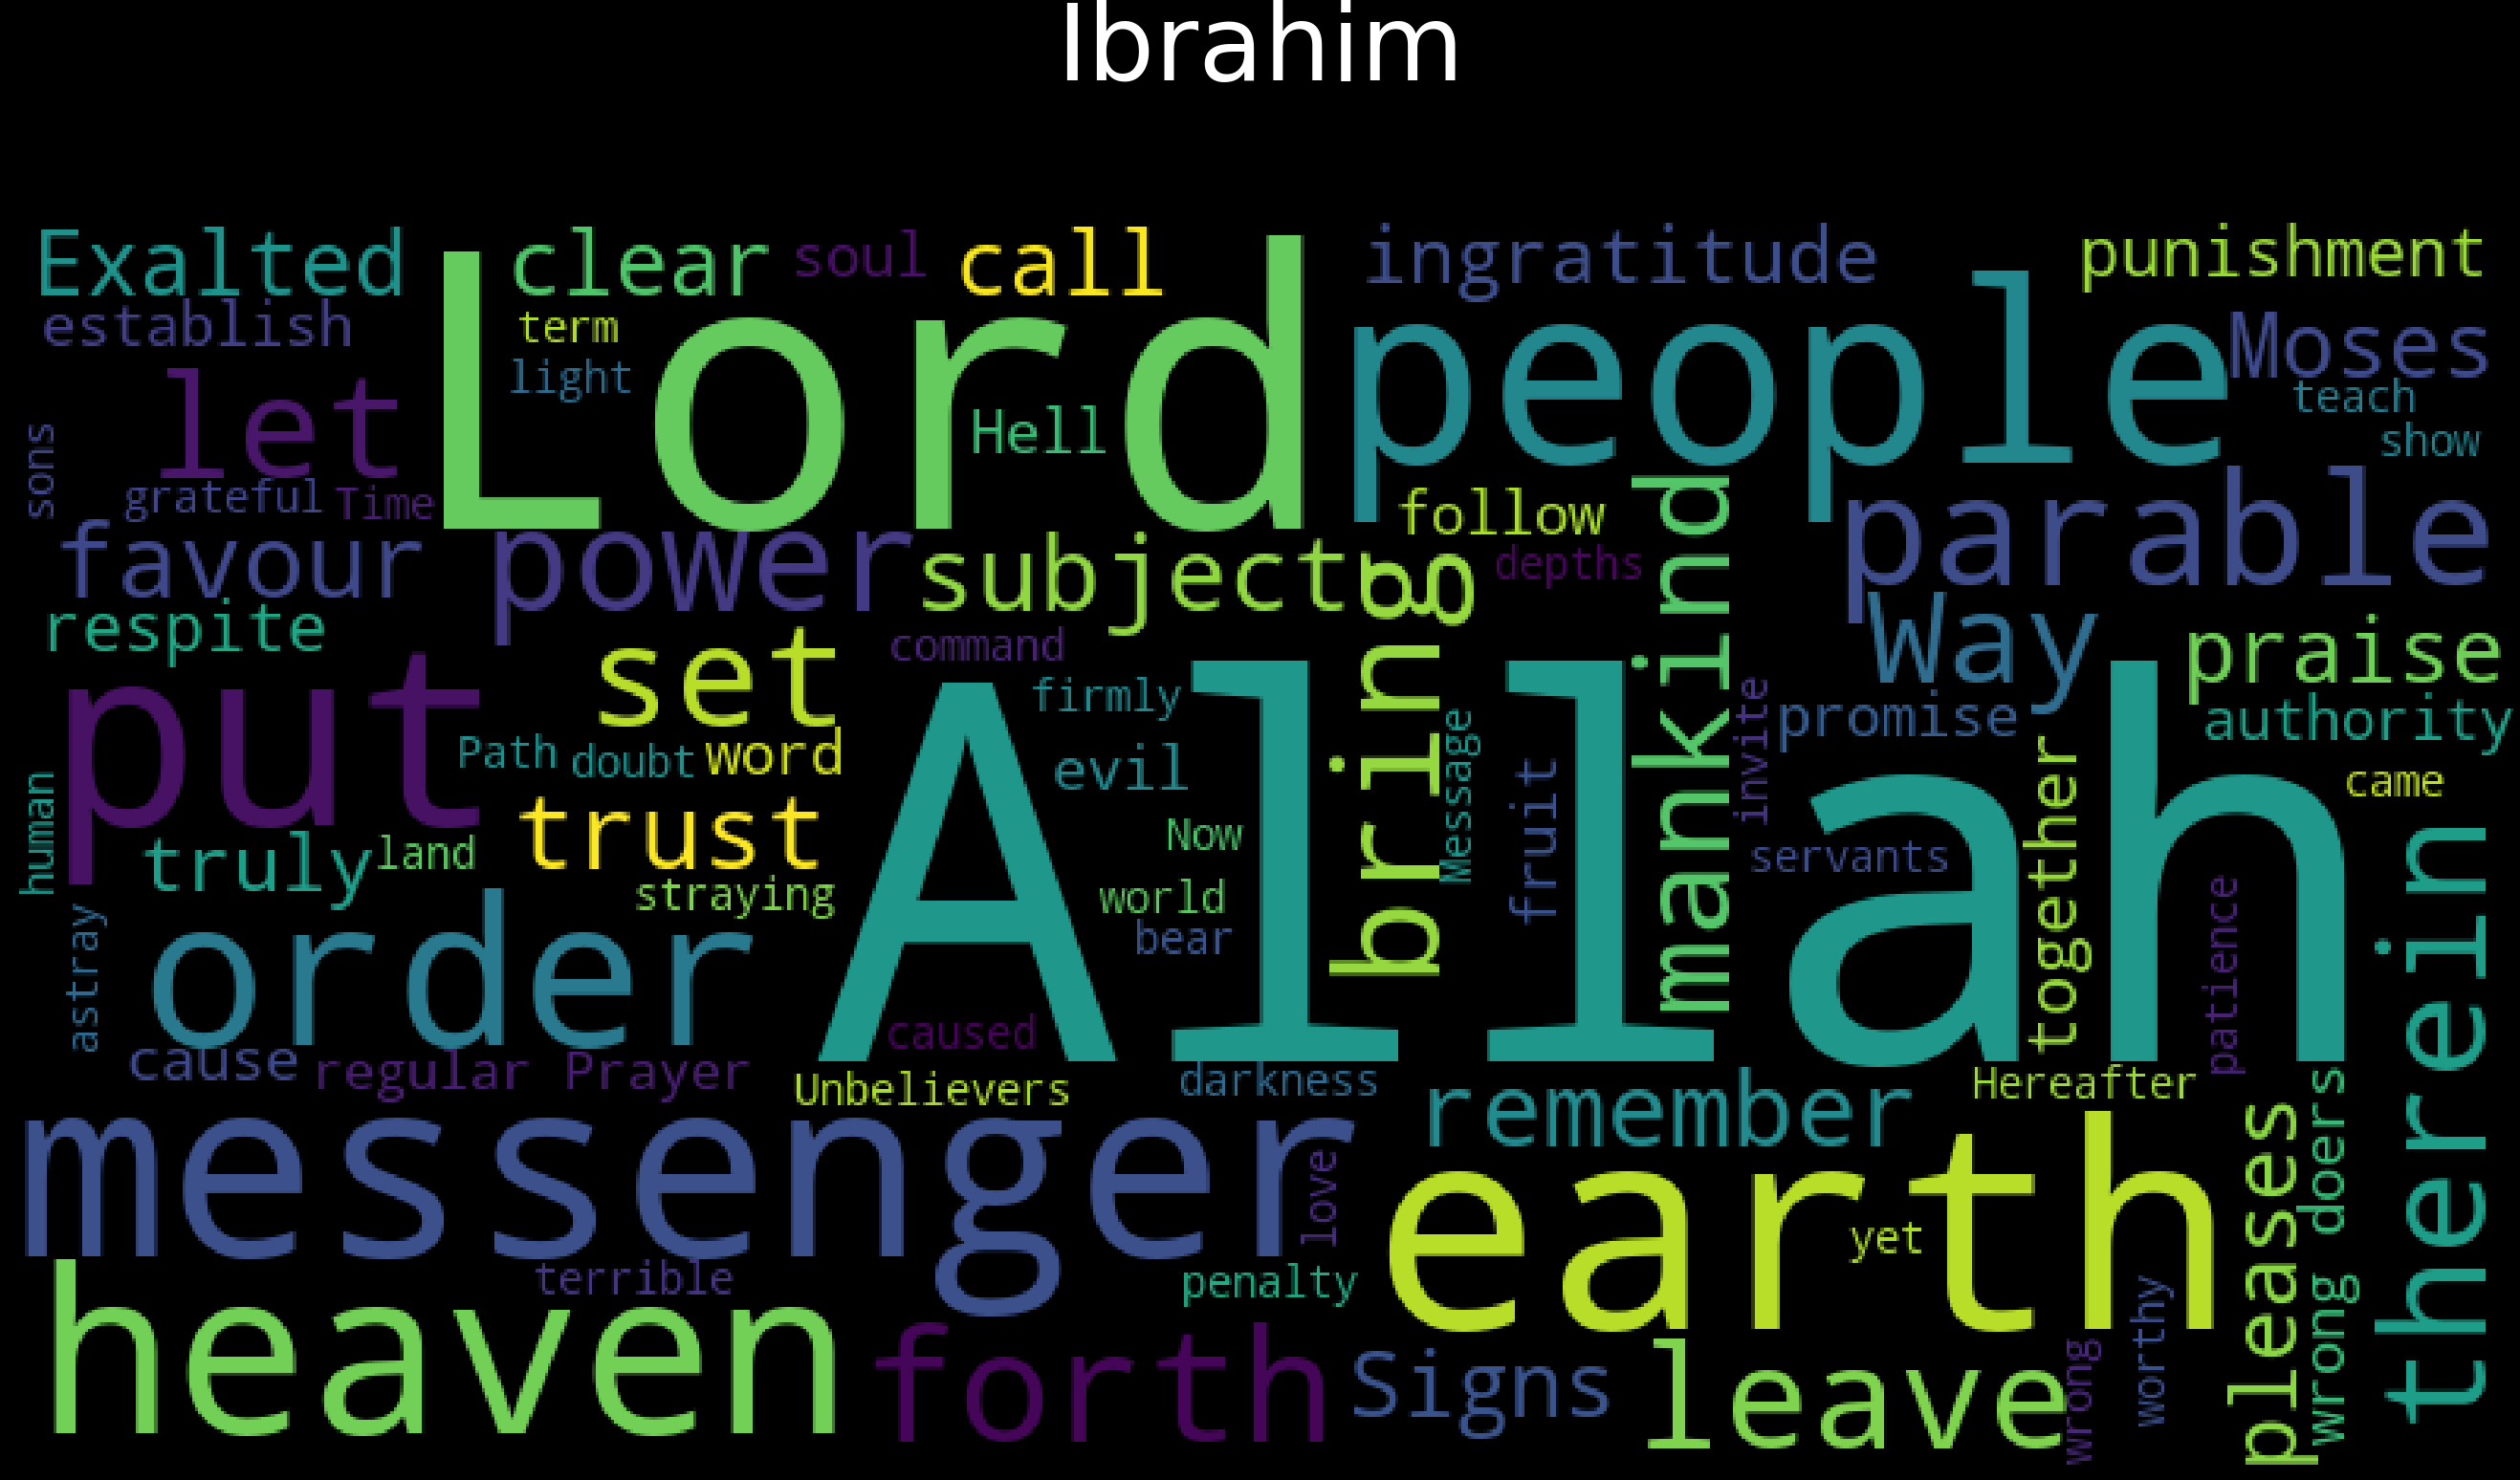 Ibrahim
Exalted
clear
soul
call
ingratitude
punishment
establish
term
Lord
people
Moses
light
let
Hell
teach
show
sons
grateful
Time
follow
parable
favour
power
subject
bring
depths
mankind
respite
command
Way
praise
put
set
firmly
promise
authority
Path
doubt
word
evil
Message
invite
together
came
human
trust
Now
fruit
Allah
servants
therein
truly
land
straying
world
bear
patience
astray
order
caused
cause
regular Prayer
Unbelievers
darkness
remember
Hereafter
messenger
love
earth
pleases
wrong doers
yet
terrible
penalty
heaven
forth
Signs
leave
wrong
worthy